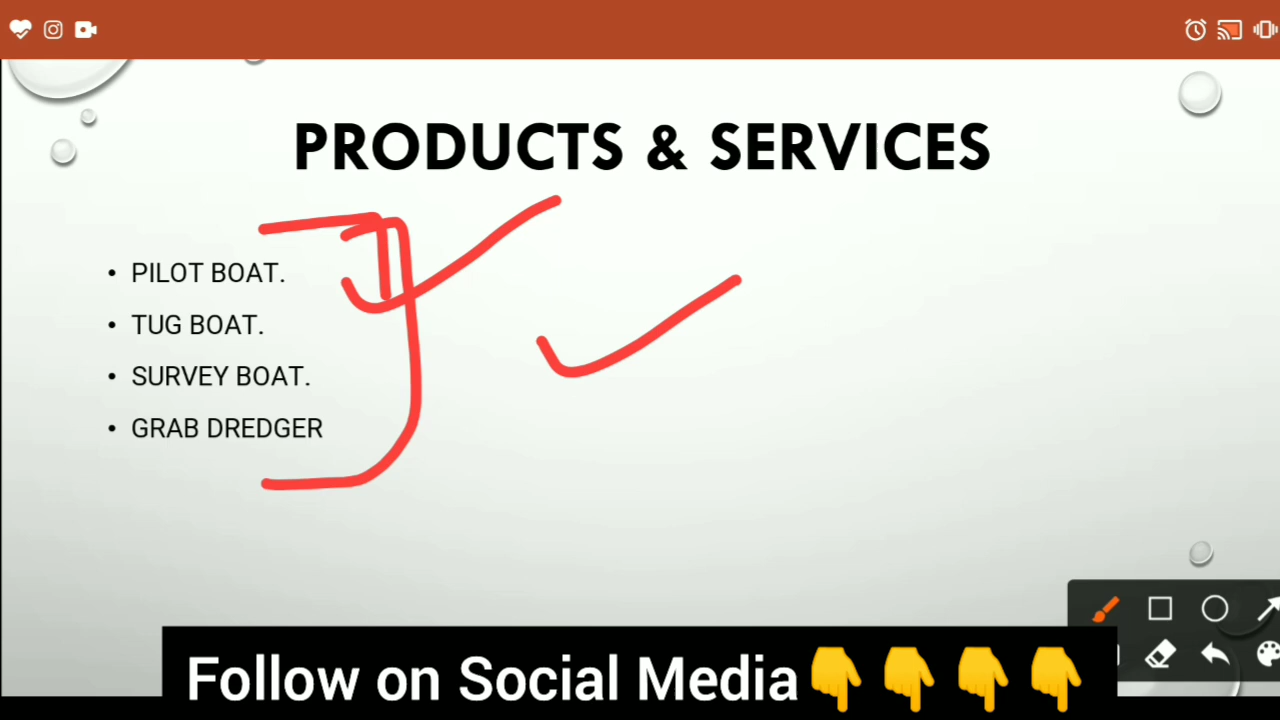 PRODUCTS & SERVICES
• PILOT BOAT.
• TUG BOAT.
• SURVEY BOAT.
• GRAB DREDGER
Follow on Social Media👇👇👇👇